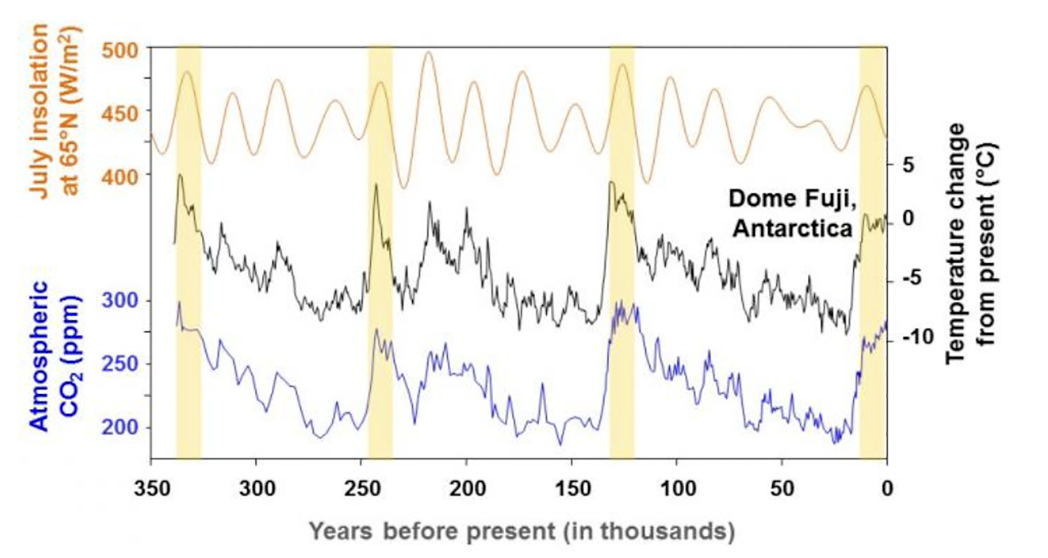 July insolation
at 65°N (W/m²)
500
450
400
Atmospheric
CO₂ (ppm)
300
250
200
Dome Fuji,
Antarctica
5
0
-5
-10
Temperature change
from present (°C)
350 300 250 200 150 100 50 0
Years before present (in thousands)